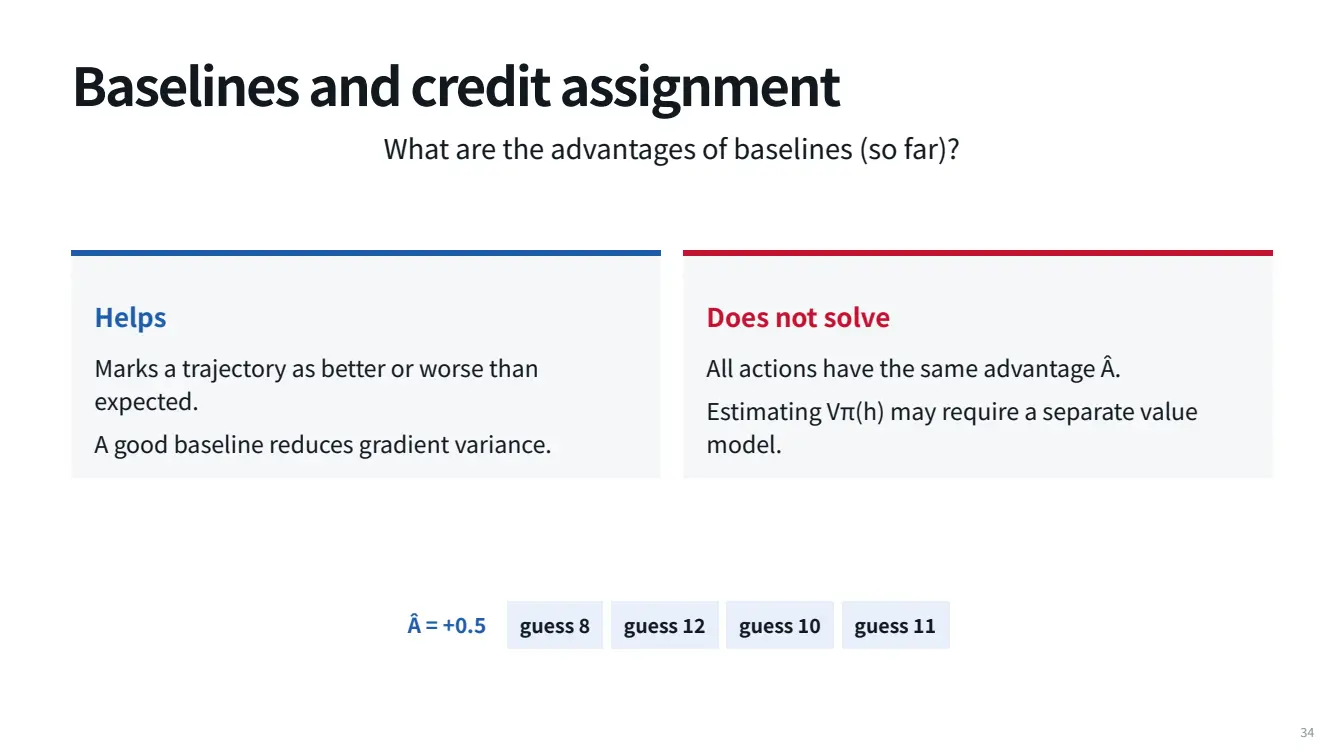 Baselines and credit assignment
What are the advantages of baselines (so far)?
Helps
Marks a trajectory as better or worse than
expected.
A good baseline reduces gradient variance.
Does not solve
All actions have the same advantage Â.
Estimating Vπ(h) may require a separate value
model.
Â = +0.5 guess 8 guess 12 guess 10 guess 11
34